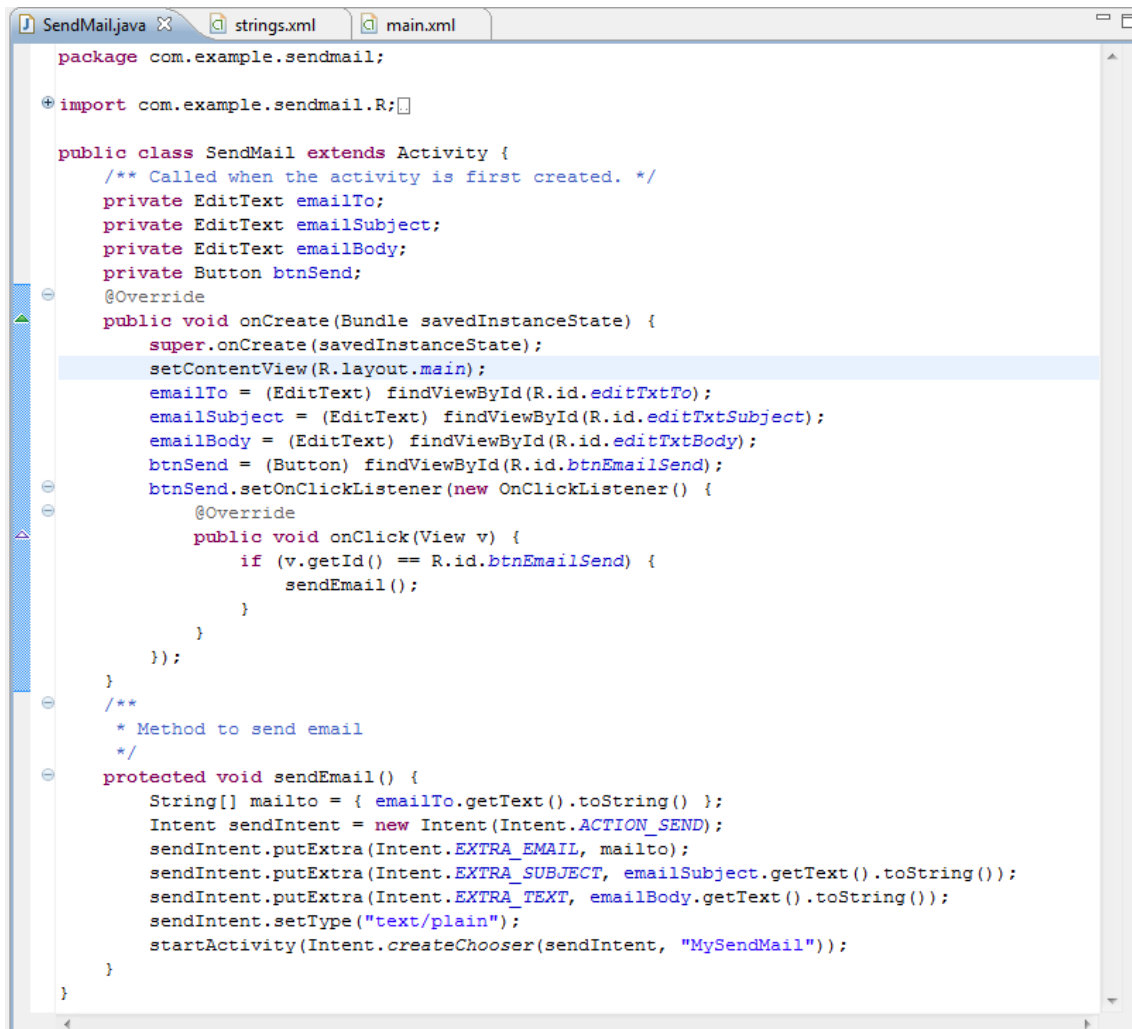 SendMail.java strings.xml main.xml
package com.example.sendmail;
import com.example.sendmail.R;
public class SendMail extends Activity {
/** Called when the activity is first created. */
private EditText emailTo;
private EditText emailSubject;
private EditText emailBody;
private Button btnSend;
@Override
public void onCreate(Bundle savedInstanceState) {
super.onCreate(savedInstanceState);
setContentView(R.layout.main);
emailTo = (EditText) findViewById(R.id.editTxtTo);
emailSubject = (EditText) findViewById(R.id.editTxtSubject);
emailBody = (EditText) findViewById(R.id.editTxtBody);
btnSend = (Button) findViewById(R.id.btnEmailSend);
btnSend.setOnClickListener(new OnClickListener() {
@Override
public void onClick(View v) {
if (v.getId() == R.id.btnEmailSend) {
sendEmail();
}
}
});
}
/**
* Method to send email
*/
protected void sendEmail() {
String[] mailto = { emailTo.getText().toString() };
Intent sendIntent = new Intent(Intent.ACTION_SEND);
sendIntent.putExtra(Intent.EXTRA_EMAIL, mailto);
sendIntent.putExtra(Intent.EXTRA_SUBJECT, emailSubject.getText().toString());
sendIntent.putExtra(Intent.EXTRA_TEXT, emailBody.getText().toString());
sendIntent.setType("text/plain");
startActivity(Intent.createChooser(sendIntent, "MySendMail"));
}
}